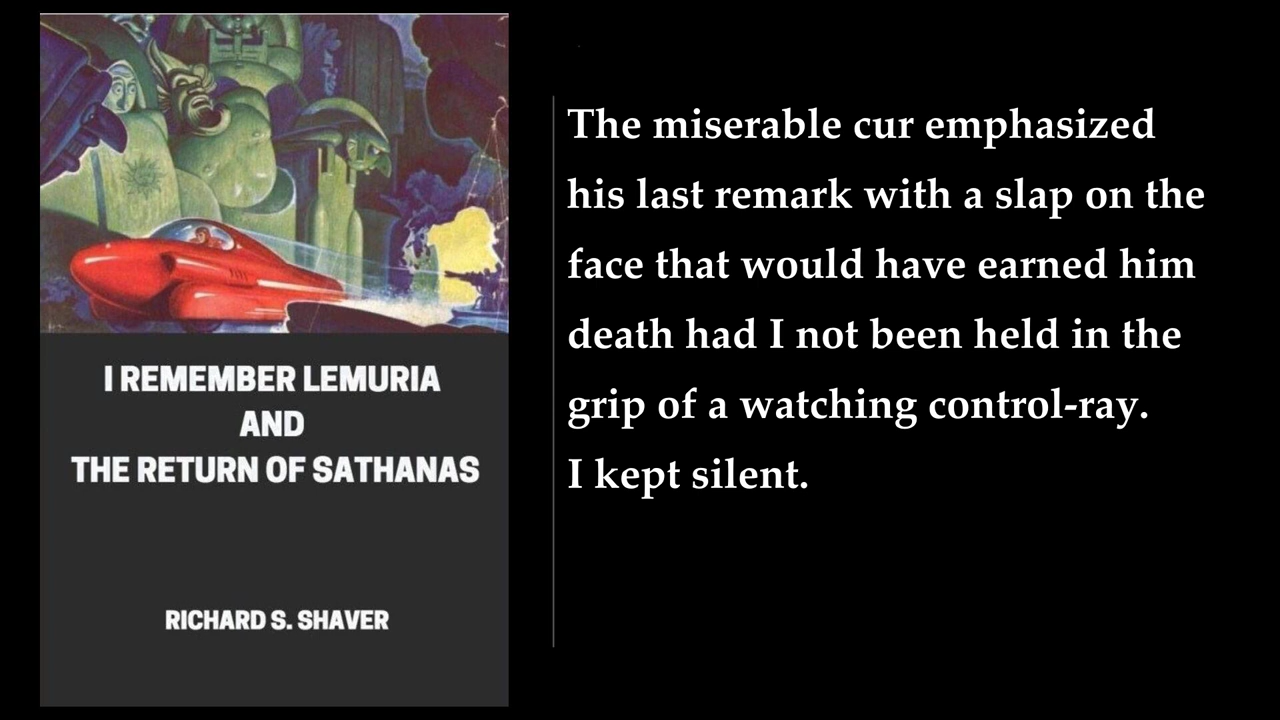 I REMEMBER LEMURIA
AND
THE RETURN OF SATHANAS
RICHARD S. SHAVER
The miserable cur emphasized
his last remark with a slap on the
face that would have earned him
death had I not been held in the
grip of a watching control-ray.
I kept silent.